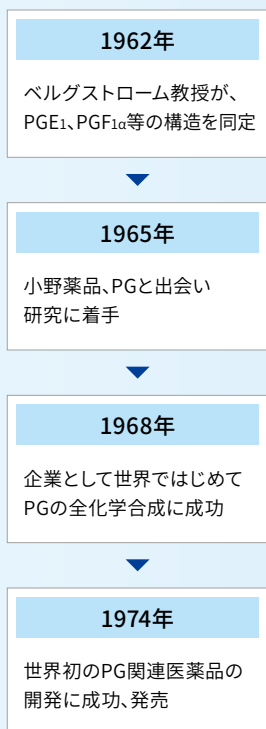 1962年
ベルグストローム教授が、
PGE1、PGF1α等の構造を同定
1965年
小野薬品、PGと出会い
研究に着手
1968年
企業として世界ではじめて
PGの全化学合成に成功
1974年
世界初のPG関連医薬品の
開発に成功、発売